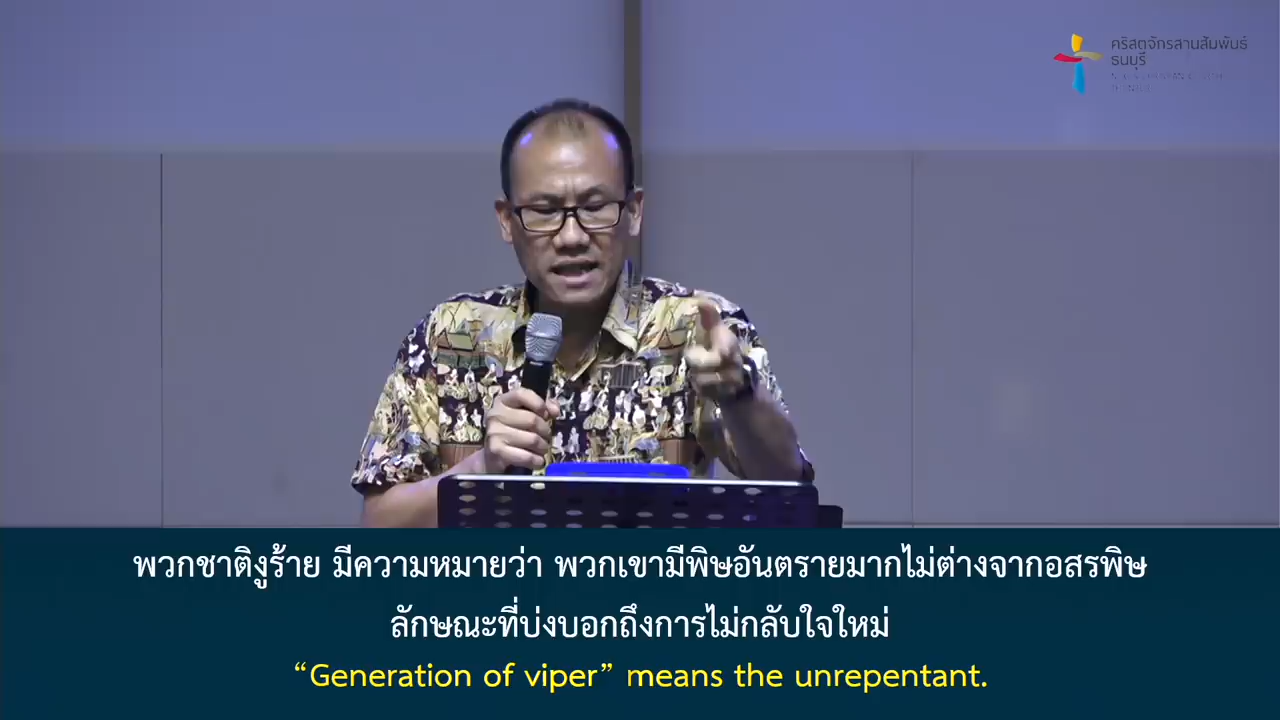 คริสตจักรสานสัมพันธ์
ธนบุรี
พวกชาติงูร้าย มีความหมายว่า พวกเขามีพิษอันตรายมากไม่ต่างจากอสรพิษ
ลักษณะที่บ่งบอกถึงการไม่กลับใจใหม่
“Generation of viper” means the unrepentant.